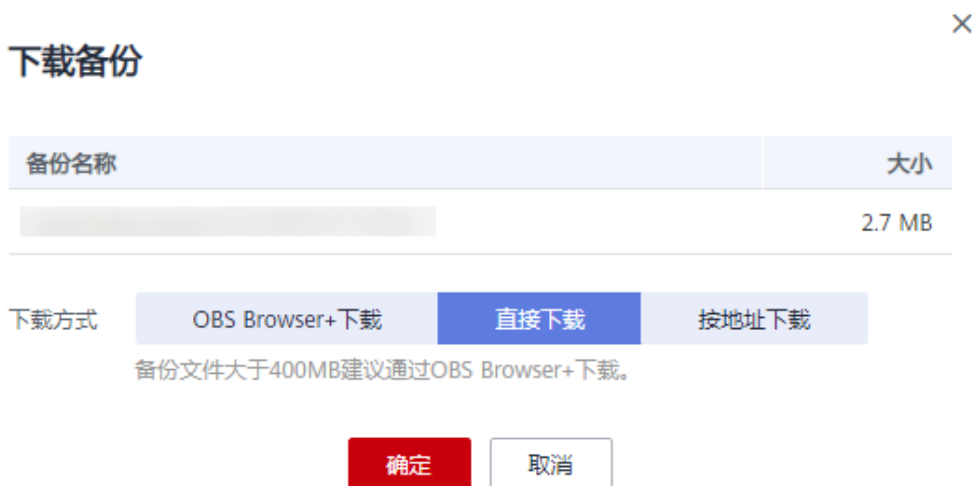 下载备份
备份名称 大小
2.7 MB
下载方式 OBS Browser+下载 直接下载 按地址下载
备份文件大于400MB建议通过OBS Browser+下载。
确定 取消